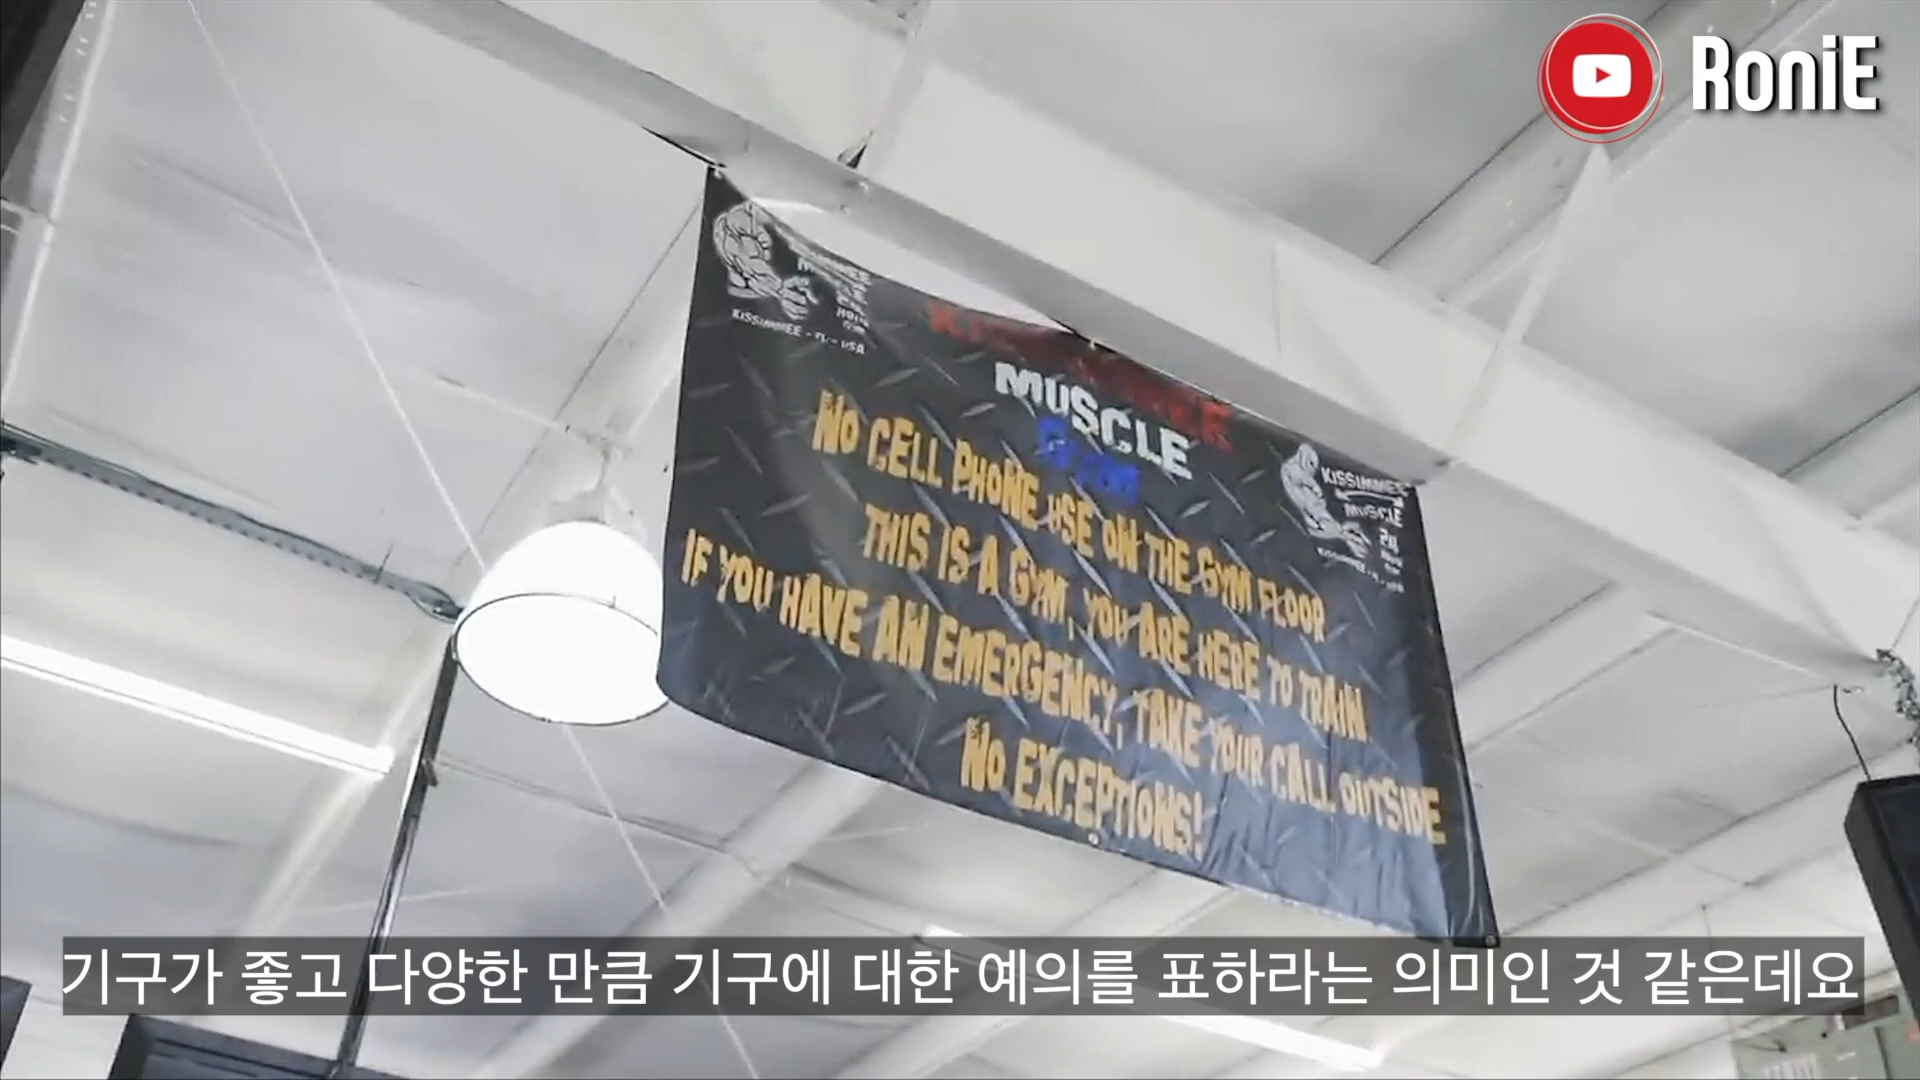 RoniE
KISSIMMEE - FL - USA
KISSIMMEE
MUSCLE
GYM
NO CELL PHONE USE ON THE GYM FLOOR
THIS IS A GYM, YOU ARE HERE TO TRAIN.
IF YOU HAVE AN EMERGENCY, TAKE YOUR CALL OUTSIDE
NO EXCEPTIONS!
KISSIMMEE
MUSCLE
24
기구가 좋고 다양한 만큼 기구에 대한 예의를 표하라는 의미인 것 같은데요